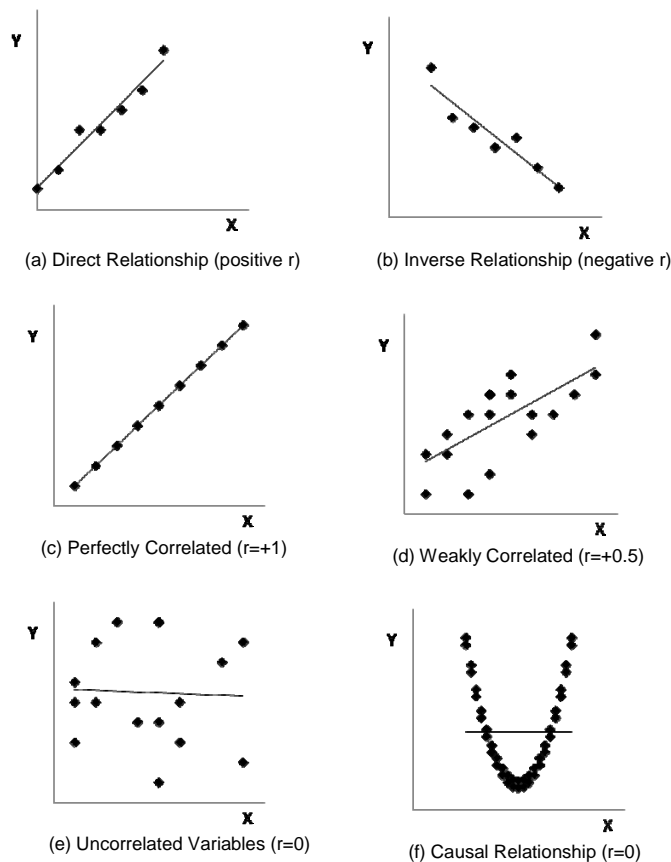 Y
X
(a) Direct Relationship (positive r)
Y
X
(b) Inverse Relationship (negative r)
Y
X
(c) Perfectly Correlated (r=+1)
Y
X
(d) Weakly Correlated (r=+0.5)
Y
X
(e) Uncorrelated Variables (r=0)
Y
X
(f) Causal Relationship (r=0)